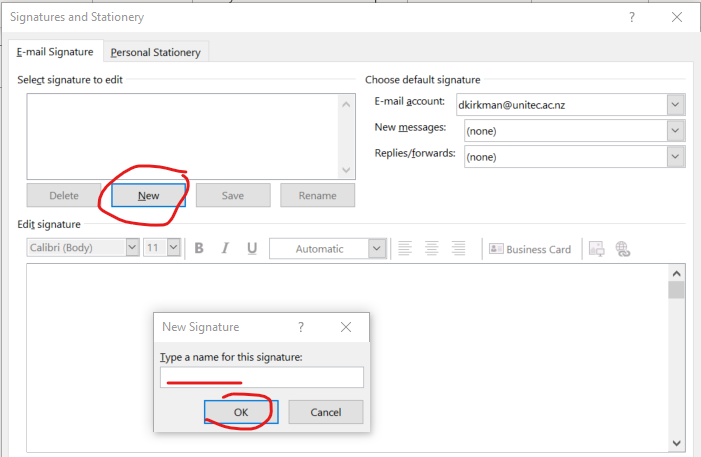 Signatures and Stationery ?
E-mail Signature Personal Stationery
Select signature to edit
Choose default signature
E-mail account: dkirkman@unitec.ac.nz
New messages: (none)
Replies/forwards: (none)
Delete New Save Rename
Edit signature
Calibri (Body) 11 B I U Automatic Business Card
New Signature ?
Type a name for this signature:
OK Cancel